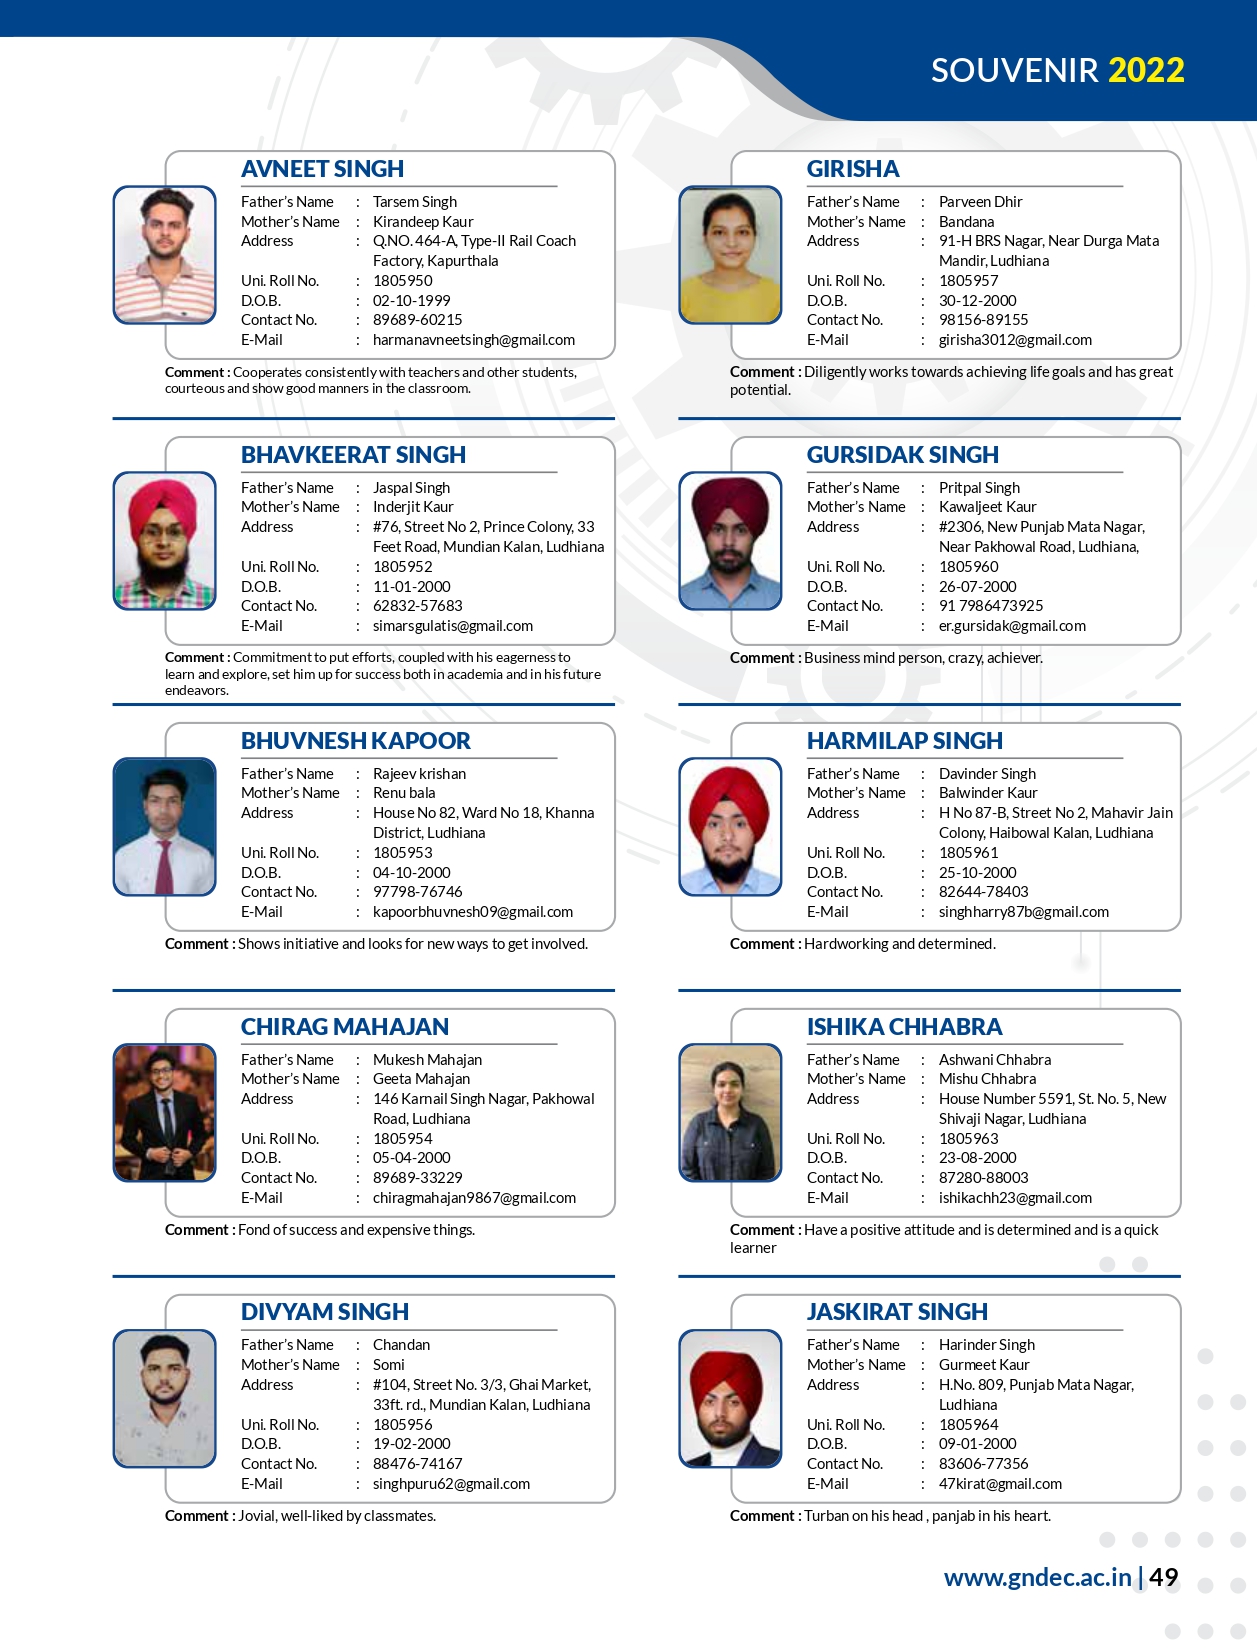 SOUVENIR 2022
AVNEET SINGH
Father's Name : Tarsem Singh
Mother's Name : Kirandeep Kaur
Address : Q.NO. 464-A, Type-II Rail Coach
Factory, Kapurthala
Uni. Roll No. : 1805950
D.O.B. : 02-10-1999
Contact No. : 89689-60215
E-Mail : harmanavneetsingh@gmail.com
Comment : Cooperates consistently with teachers and other students,
courteous and show good manners in the classroom.
BHAVKEERAT SINGH
Father's Name : Jaspal Singh
Mother's Name : Inderjit Kaur
Address : #76, Street No 2, Prince Colony, 33
Feet Road, Mundian Kalan, Ludhiana
Uni. Roll No. : 1805952
D.O.B. : 11-01-2000
Contact No. : 62832-57683
E-Mail : simarsgulatis@gmail.com
Comment : Commitment to put efforts, coupled with his eagerness to
learn and explore, set him up for success both in academia and in his future
endeavors.
BHUVNESH KAPOOR
Father's Name : Rajeev krishan
Mother's Name : Renu bala
Address : House No 82, Ward No 18, Khanna
District, Ludhiana
Uni. Roll No. : 1805953
D.O.B. : 04-10-2000
Contact No. : 97798-76746
E-Mail : kapoorbhuvnesh09@gmail.com
Comment : Shows initiative and looks for new ways to get involved.
CHIRAG MAHAJAN
Father's Name : Mukesh Mahajan
Mother's Name : Geeta Mahajan
Address : 146 Karnail Singh Nagar, Pakhowal
Road, Ludhiana
Uni. Roll No. : 1805954
D.O.B. : 05-04-2000
Contact No. : 89689-33229
E-Mail : chiragmahajan9867@gmail.com
Comment : Fond of success and expensive things.
DIVYAM SINGH
Father's Name : Chandan
Mother's Name : Somi
Address : #104, Street No. 3/3, Ghai Market,
33ft. rd., Mundian Kalan, Ludhiana
Uni. Roll No. : 1805956
D.O.B. : 19-02-2000
Contact No. : 88476-74167
E-Mail : singhpuru62@gmail.com
Comment : Jovial, well-liked by classmates.
GIRISHA
Father's Name : Parveen Dhir
Mother's Name : Bandana
Address : 91-H BRS Nagar, Near Durga Mata
Mandir, Ludhiana
Uni. Roll No. : 1805957
D.O.B. : 30-12-2000
Contact No. : 98156-89155
E-Mail : girisha3012@gmail.com
Comment : Diligently works towards achieving life goals and has great
potential.
GURSIDAK SINGH
Father's Name : Pritpal Singh
Mother's Name : Kawaljeet Kaur
Address : #2306, New Punjab Mata Nagar,
Near Pakhowal Road, Ludhiana,
Uni. Roll No. : 1805960
D.O.B. : 26-07-2000
Contact No. : 91 7986473925
E-Mail : er.gursidak@gmail.com
Comment : Business mind person, crazy, achiever.
HARMILAP SINGH
Father's Name : Davinder Singh
Mother's Name : Balwinder Kaur
Address : H No 87-B, Street No 2, Mahavir Jain
Colony, Haibowal Kalan, Ludhiana
Uni. Roll No. : 1805961
D.O.B. : 25-10-2000
Contact No. : 82644-78403
E-Mail : singhharry87b@gmail.com
Comment : Hardworking and determined.
ISHIKA CHHABRA
Father's Name : Ashwani Chhabra
Mother's Name : Mishu Chhabra
Address : House Number 5591, St. No. 5, New
Shivaji Nagar, Ludhiana
Uni. Roll No. : 1805963
D.O.B. : 23-08-2000
Contact No. : 87280-88003
E-Mail : ishikachh23@gmail.com
Comment : Have a positive attitude and is determined and is a quick
learner
JASKIRAT SINGH
Father's Name : Harinder Singh
Mother's Name : Gurmeet Kaur
Address : H.No. 809, Punjab Mata Nagar,
Ludhiana
Uni. Roll No. : 1805964
D.O.B. : 09-01-2000
Contact No. : 83606-77356
E-Mail : 47kirat@gmail.com
Comment : Turban on his head , panjab in his heart.
www.gndec.ac.in | 49